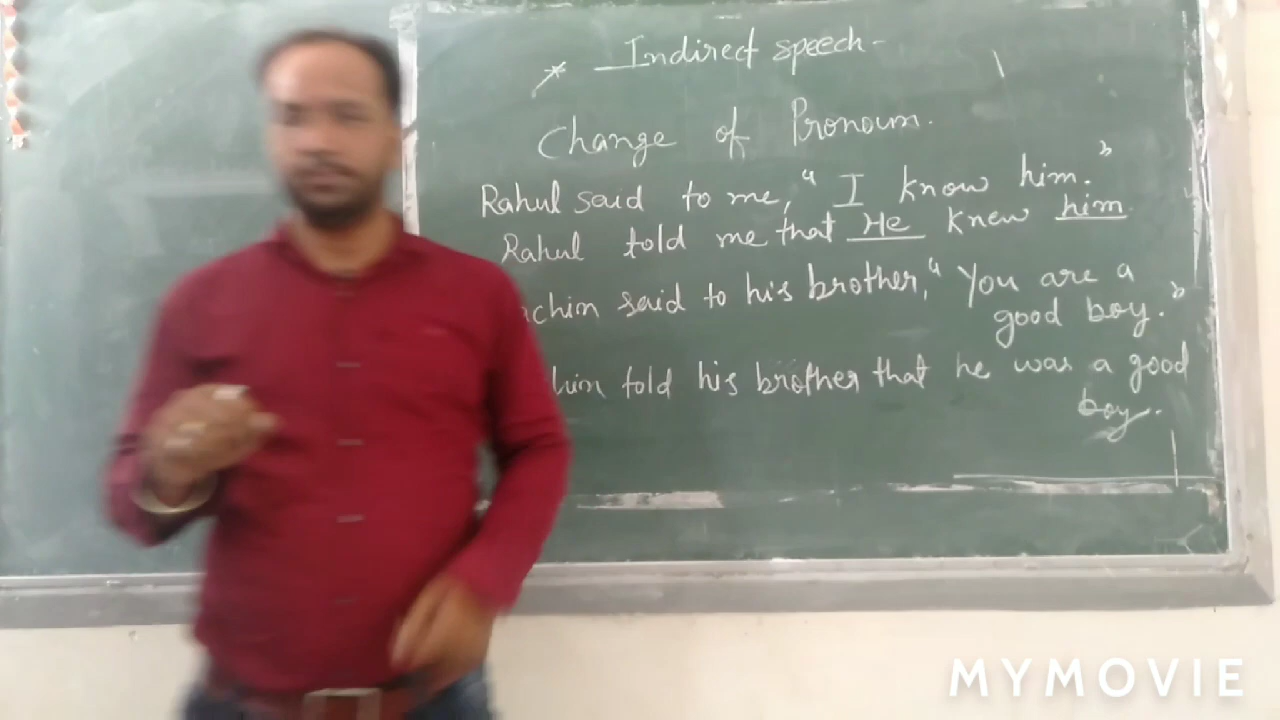 * Indirect speech-
Change of Pronoun.
Rahul said to me, "I know him."
Rahul told me that He knew him
said to his brother, "You are a
good boy."
told his brother that he was a good
boy.
MYMOVIE